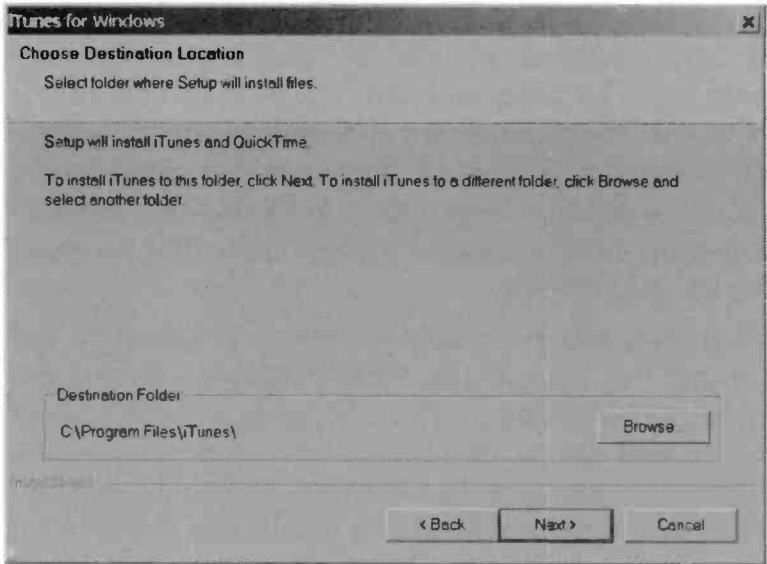 iTunes for Windows
Choose Destination Location
Select folder where Setup will install files.
Setup will install iTunes and QuickTime.
To install iTunes to this folder, click Next. To install iTunes to a different folder, click Browse and
select another folder.
Destination Folder
C:\Program Files\iTunes\
Browse...
< Back
Next >
Cancel